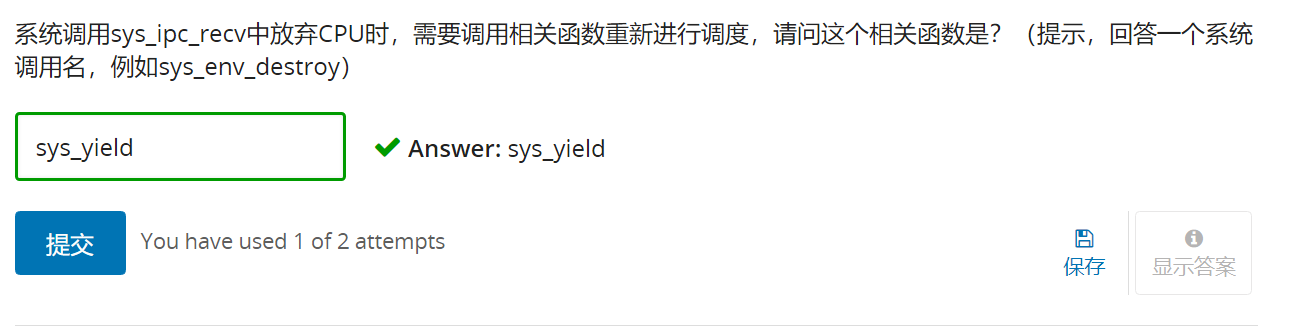 系统调用sys_ipc_recv中放弃CPU时，需要调用相关函数重新进行调度，请问这个相关函数是？（提示，回答一个系统
调用名，例如sys_env_destroy）
sys_yield
Answer: sys_yield
提交
You have used 1 of 2 attempts
保存
显示答案